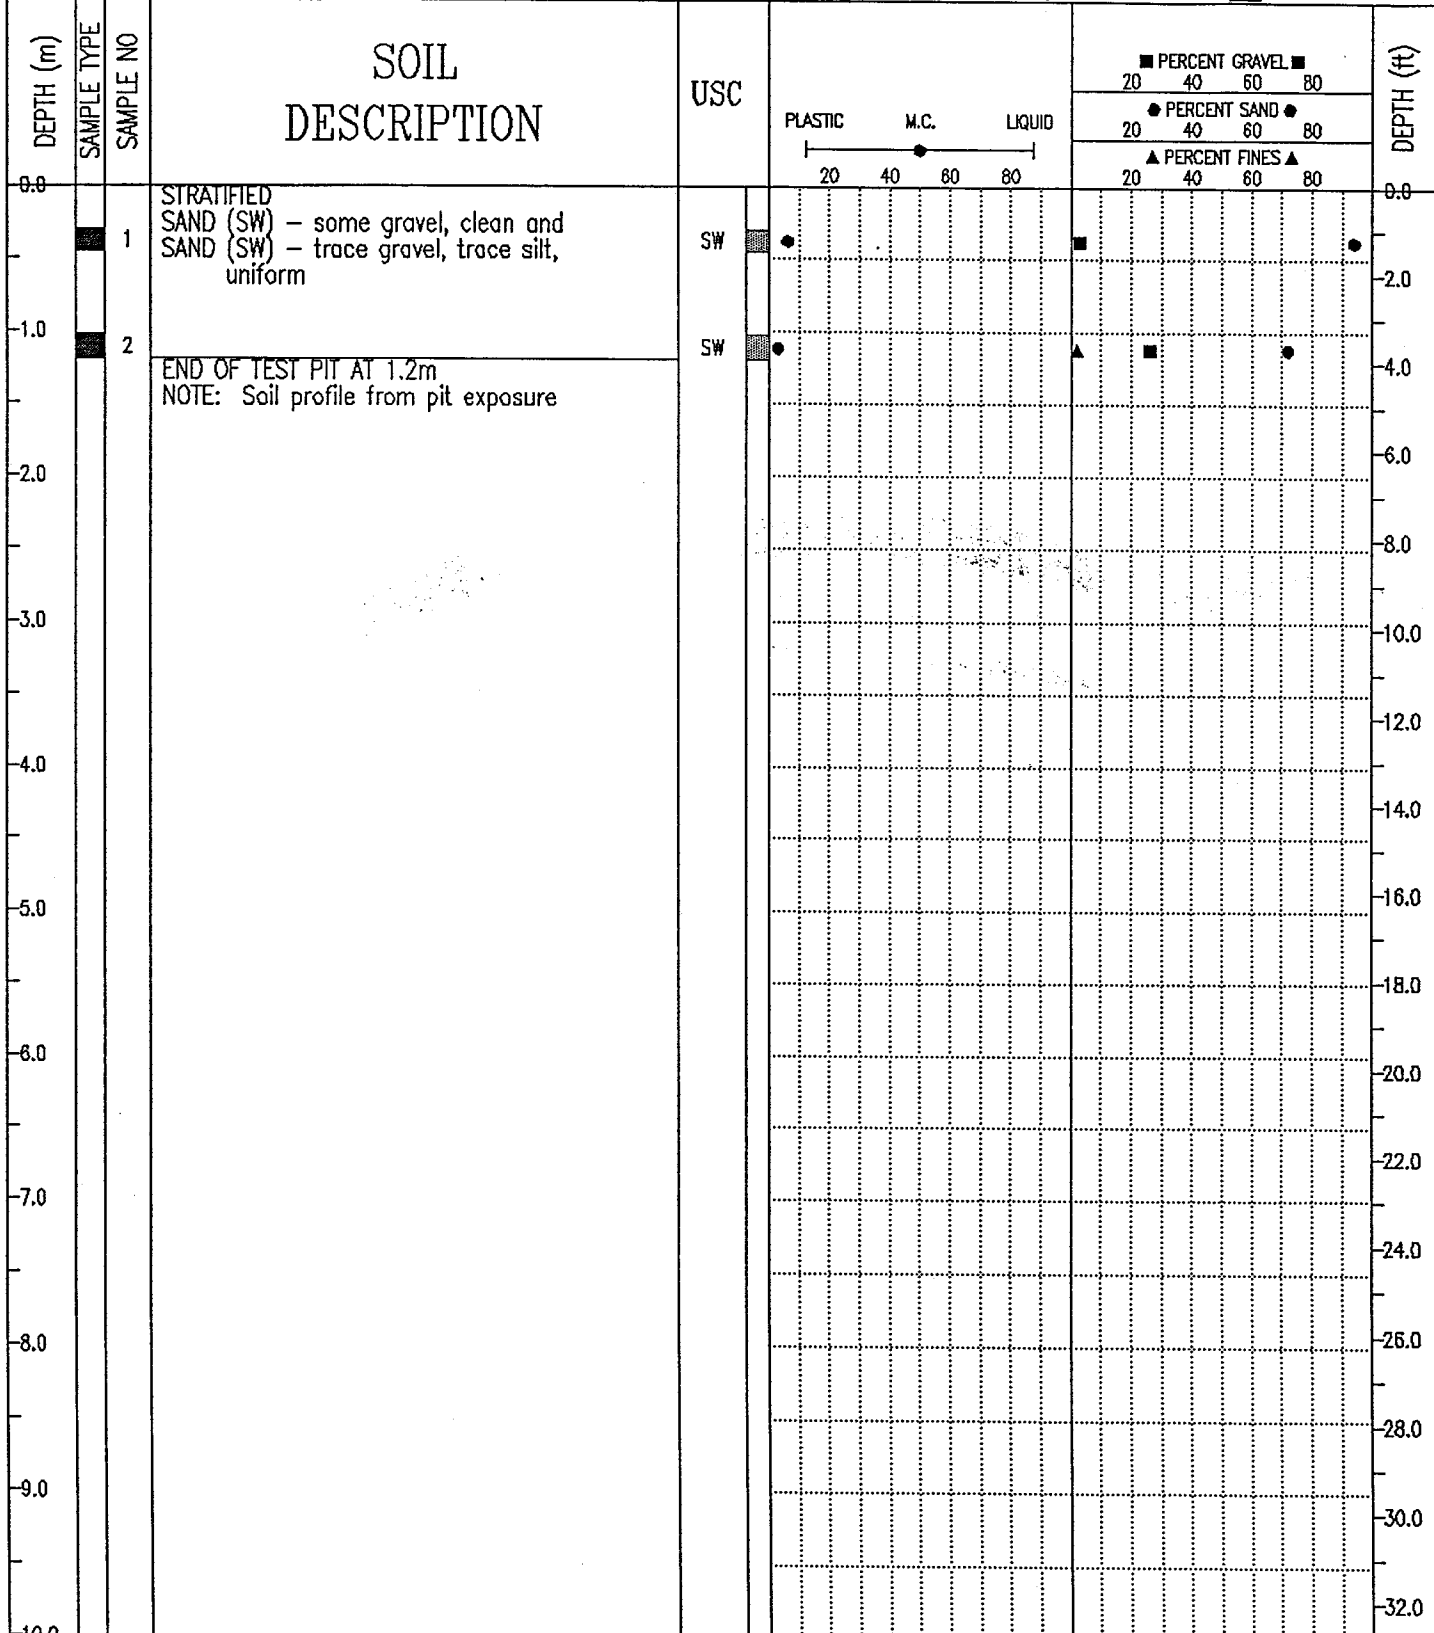 DEPTH (m)
SAMPLE TYPE
SAMPLE NO
SOIL
DESCRIPTION
USC
PLASTIC M.C. LIQUID
20 40 60 80
■ PERCENT GRAVEL ■
20 40 60 80
● PERCENT SAND ●
20 40 60 80
▲ PERCENT FINES ▲
20 40 60 80
DEPTH (ft)
0.0
STRATIFIED
SAND (SW) – some gravel, clean and
SAND (SW) – trace gravel, trace silt,
uniform
1
SW
2
SW
END OF TEST PIT AT 1.2m
NOTE: Soil profile from pit exposure
1.0
2.0
3.0
4.0
5.0
6.0
7.0
8.0
9.0
10.0
0.0
2.0
4.0
6.0
8.0
10.0
12.0
14.0
16.0
18.0
20.0
22.0
24.0
26.0
28.0
30.0
32.0